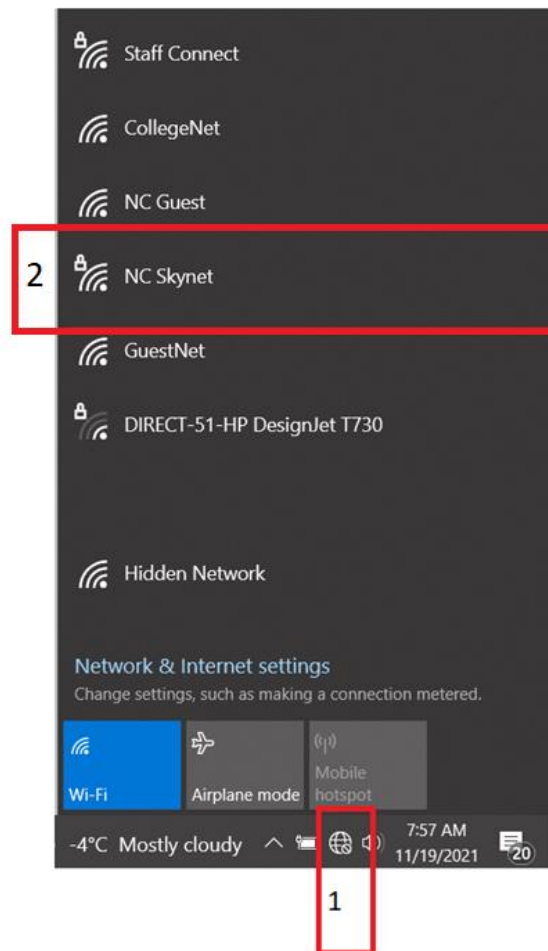 Staff Connect
CollegeNet
NC Guest
2
NC Skynet
GuestNet
DIRECT-51-HP DesignJet T730
Hidden Network
Network & Internet settings
Change settings, such as making a connection metered.
Wi-Fi
Airplane mode
Mobile
hotspot
-4°C Mostly cloudy
7:57 AM
11/19/2021
20
1